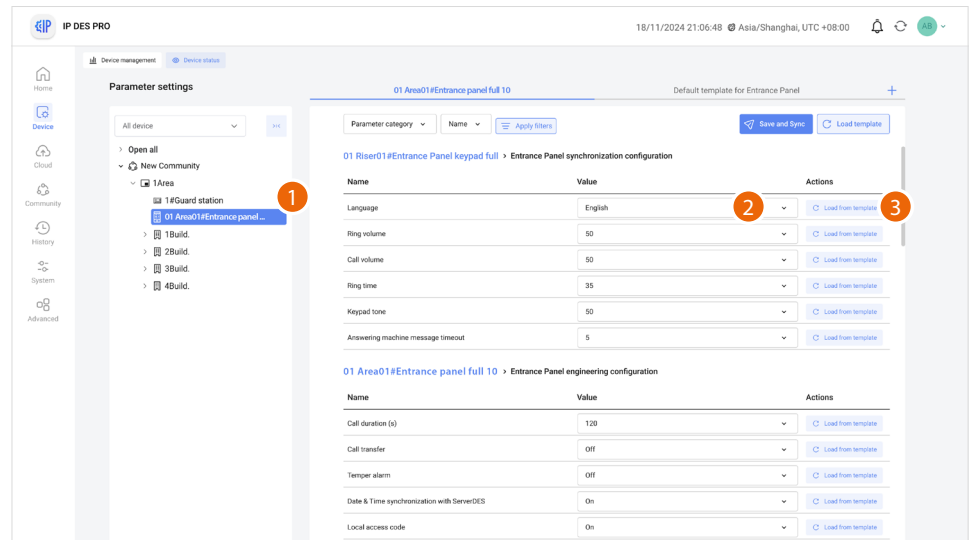 IP DES PRO
18/11/2024 21:06:48 Asia/Shanghai, UTC +08:00
AB
Device management
Device status
Home
Device
Cloud
Community
History
System
Advanced
Parameter settings
All device
Open all
New Community
1Area
1#Guard station
01 Area01#Entrance panel ...
1Build.
2Build.
3Build.
4Build.
1
01 Area01#Entrance panel full 10
Default template for Entrance Panel
+
Parameter category
Name
Apply filters
Save and Sync
Load template
01 Riser01#Entrance Panel keypad full > Entrance Panel synchronization configuration
Name Value Actions
Language English 2 Load from template 3
Ring volume 50 Load from template
Call volume 50 Load from template
Ring time 35 Load from template
Keypad tone 50 Load from template
Answering machine message timeout 5 Load from template
01 Area01#Entrance panel full 10 > Entrance Panel engineering configuration
Name Value Actions
Call duration (s) 120 Load from template
Call transfer Off Load from template
Temper alarm Off Load from template
Date & Time synchronization with ServerDES On Load from template
Local access code On Load from template